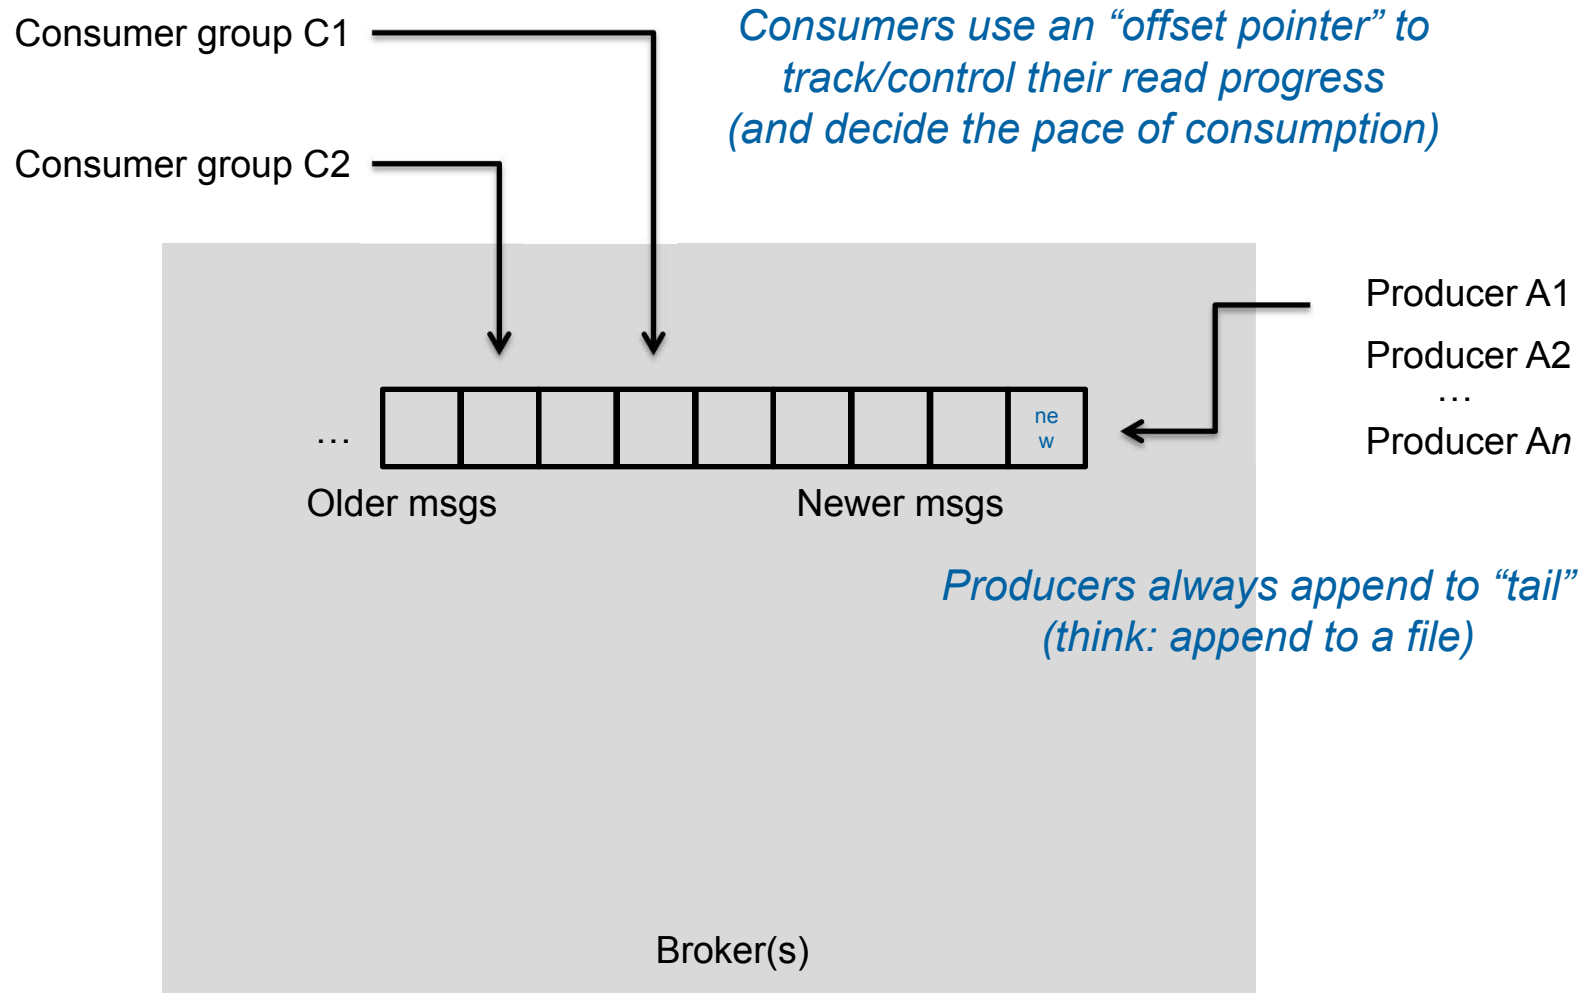 Consumer group C1
Consumers use an “offset pointer” to
track/control their read progress
(and decide the pace of consumption)
Consumer group C2
Producer A1
Producer A2
…
Producer An
…
ne
w
Older msgs
Newer msgs
Producers always append to “tail”
(think: append to a file)
Broker(s)